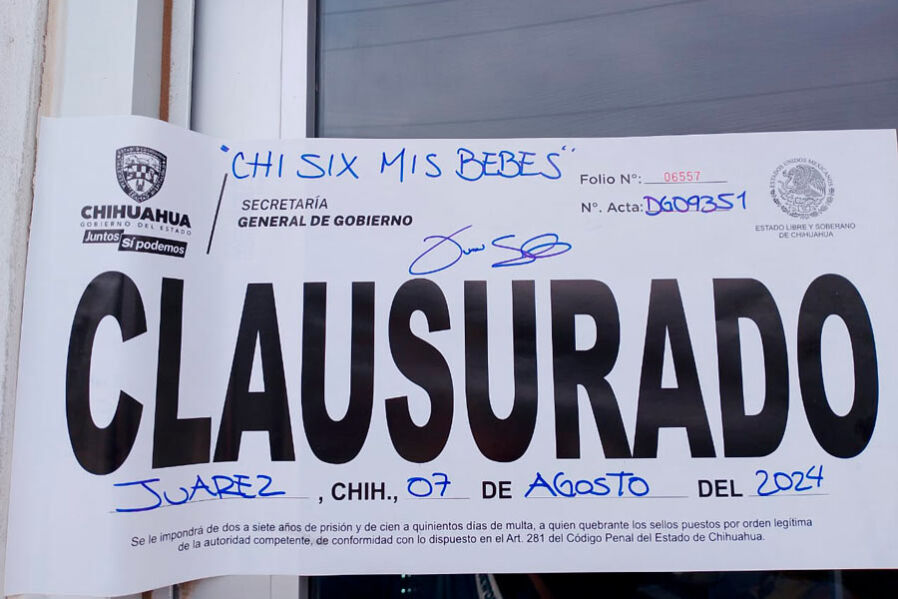 "CHI SIX MIS BEBES"
CHIHUAHUA
GOBIERNO DEL ESTADO
Juntos Sí podemos
SECRETARÍA
GENERAL DE GOBIERNO
Folio N°: 06557
N°. Acta: DG09351
ESTADOS UNIDOS MEXICANOS
ESTADO LIBRE Y SOBERANO
DE CHIHUAHUA
CLAUSURADO
JUAREZ, CHIH., 07 DE AGOSTO DEL 2024
Se le impondrá de dos a siete años de prisión y de cien a quinientos días de multa, a quien quebrante los sellos puestos por orden legítima
de la autoridad competente, de conformidad con lo dispuesto en el Art. 281 del Código Penal del Estado de Chihuahua.